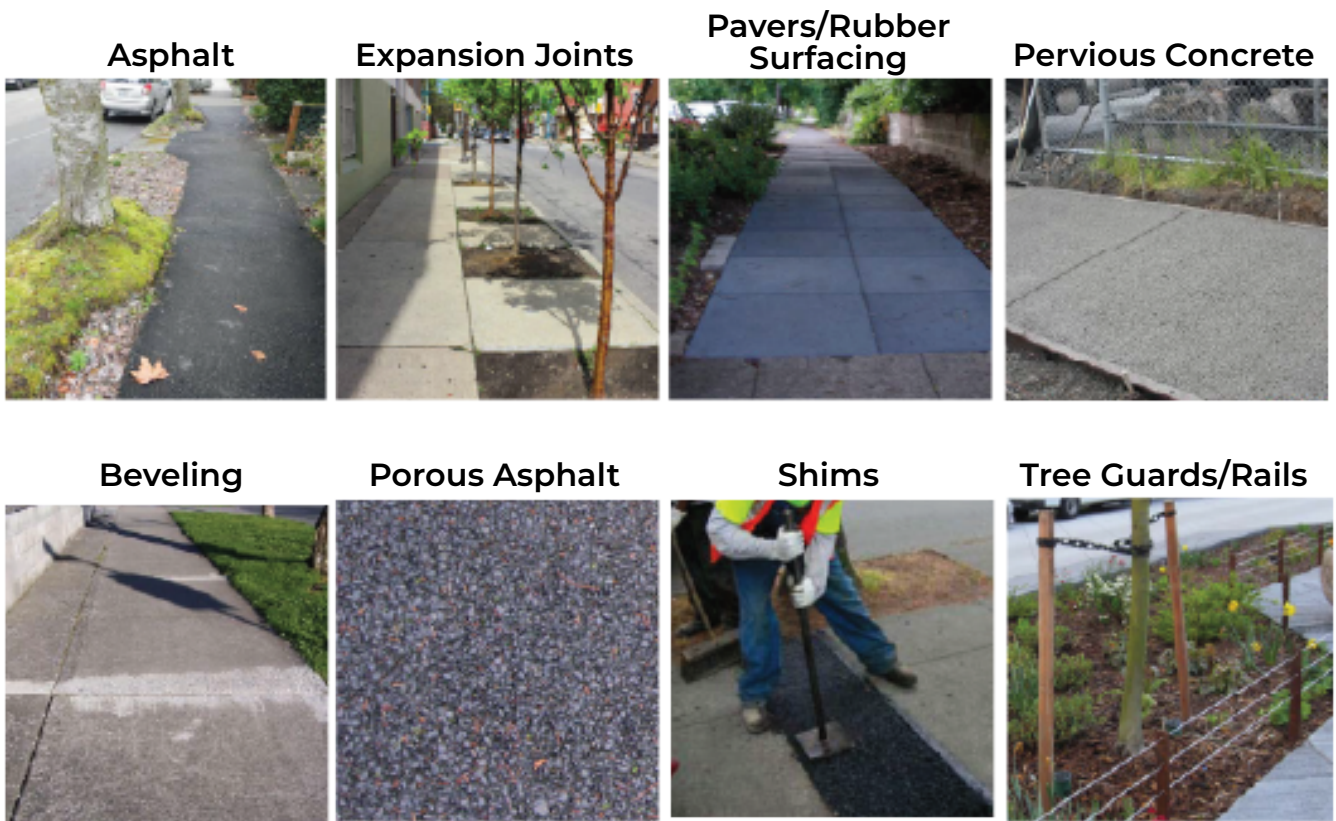 Asphalt
Expansion Joints
Pavers/Rubber
Surfacing
Pervious Concrete
Beveling
Porous Asphalt
Shims
Tree Guards/Rails